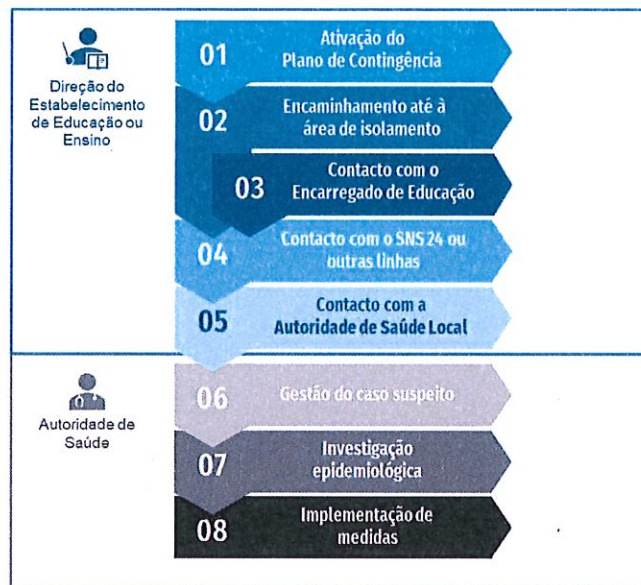 Direção do
Estabelecimento
de Educação ou
Ensino
01
Ativação do
Plano de Contingência
02
Encaminhamento até à
área de isolamento
03
Contacto com o
Encarregado de Educação
04
Contacto com o SNS 24 ou
outras linhas
05
Contacto com a
Autoridade de Saúde Local
Autoridade de
Saúde
06
Gestão do caso suspeito
07
Investigação
epidemiológica
08
Implementação de
medidas